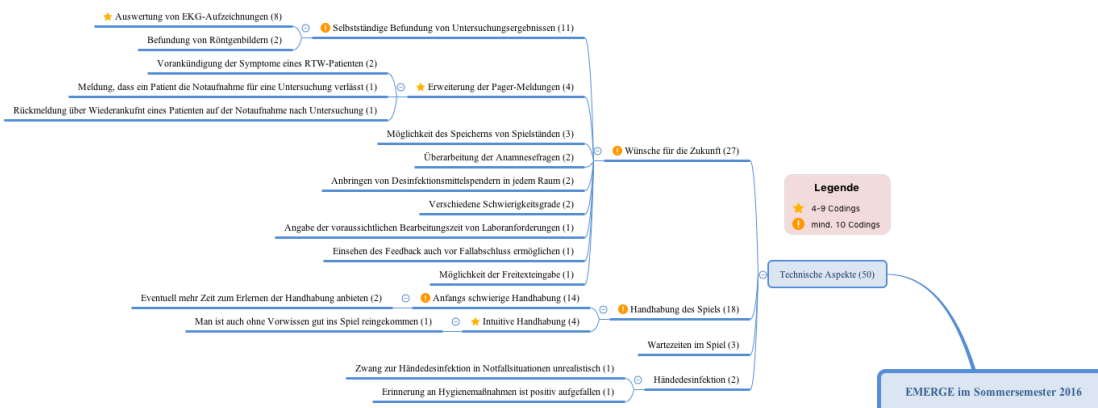 Auswertung von EKG-Aufzeichnungen (8)
Selbstständige Befundung von Untersuchungsergebnissen (11)
Befundung von Röntgenbildern (2)
Vorankündigung der Symptome eines RTW-Patienten (2)
Meldung, dass ein Patient die Notaufnahme für eine Untersuchung verlässt (1)
Erweiterung der Pager-Meldungen (4)
Rückmeldung über Wiederankufnt eines Patienten auf der Notaufnahme nach Untersuchung (1)
Möglichkeit des Speicherns von Spielständen (3)
Wünsche für die Zukunft (27)
Überarbeitung der Anamnesefragen (2)
Anbringen von Desinfektionsmittelspendern in jedem Raum (2)
Verschiedene Schwierigkeitsgrade (2)
Angabe der voraussichtlichen Bearbeitungszeit von Laboranforderungen (1)
Einsehen des Feedback auch vor Fallabschluss ermöglichen (1)
Möglichkeit der Freitexteingabe (1)
Legende
4-9 Codings
mind. 10 Codings
Technische Aspekte (50)
Eventuell mehr Zeit zum Erlernen der Handhabung anbieten (2)
Anfangs schwierige Handhabung (14)
Handhabung des Spiels (18)
Man ist auch ohne Vorwissen gut ins Spiel reingekommen (1)
Intuitive Handhabung (4)
Wartezeiten im Spiel (3)
Zwang zur Händedesinfektion in Notfallsituationen unrealistisch (1)
Händedesinfektion (2)
Erinnerung an Hygienemaßnahmen ist positiv aufgefallen (1)
EMERGE im Sommersemester 2016